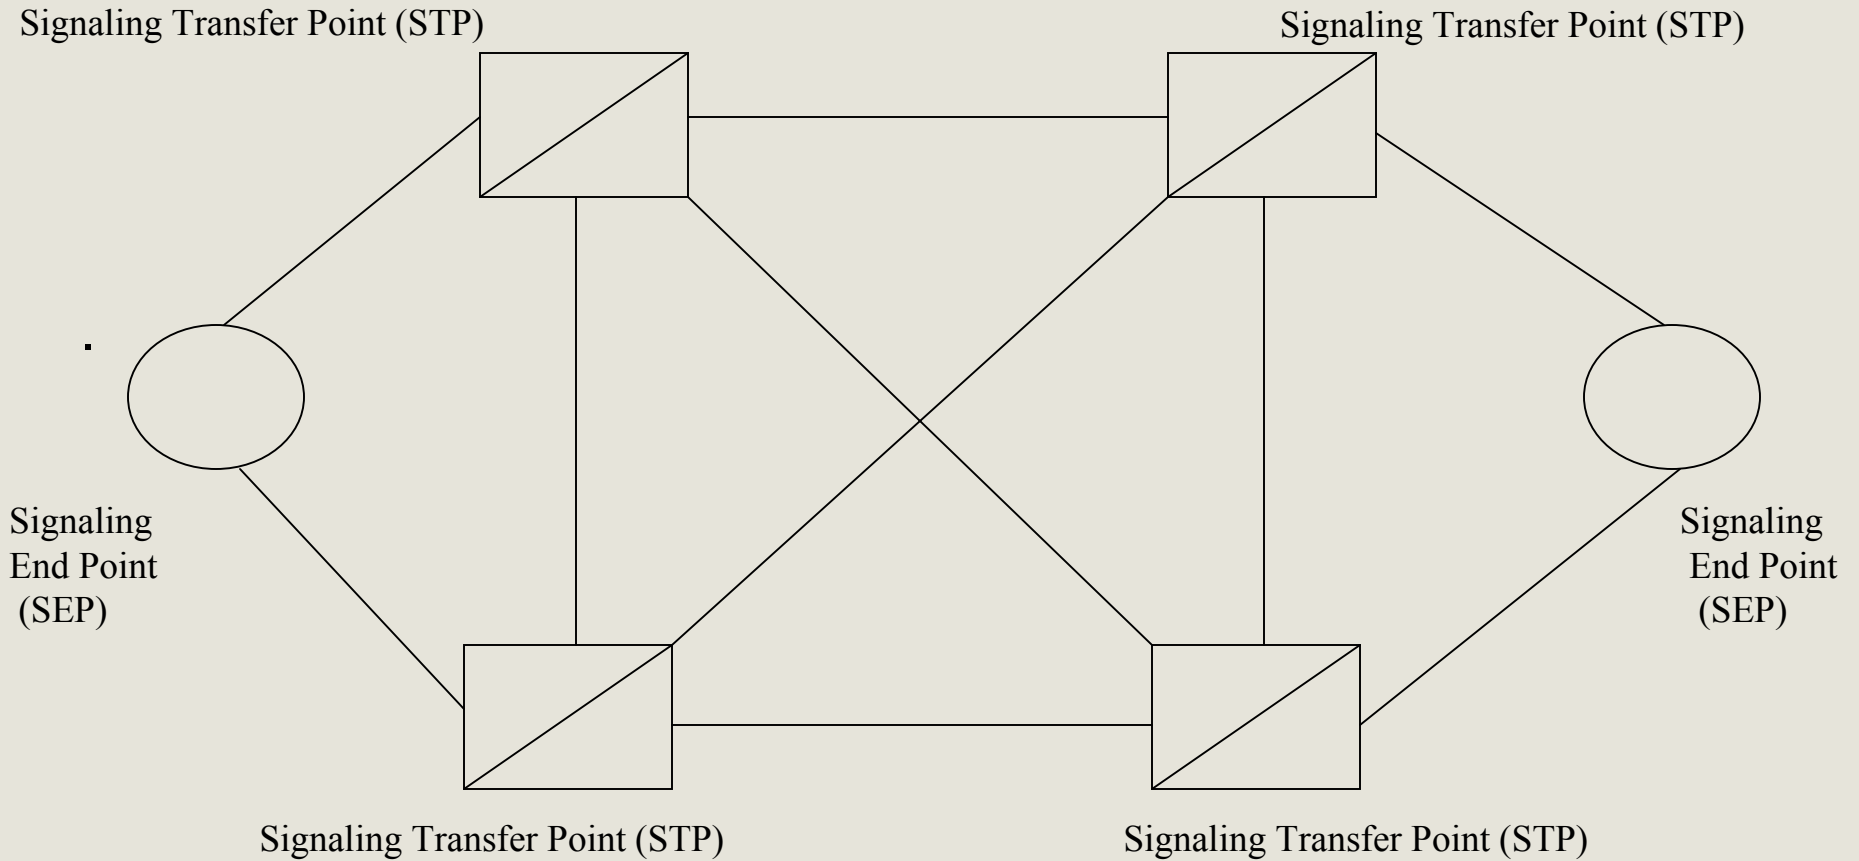 Signaling Transfer Point (STP)
Signaling Transfer Point (STP)
Signaling
End Point
(SEP)
Signaling
End Point
(SEP)
Signaling Transfer Point (STP)
Signaling Transfer Point (STP)